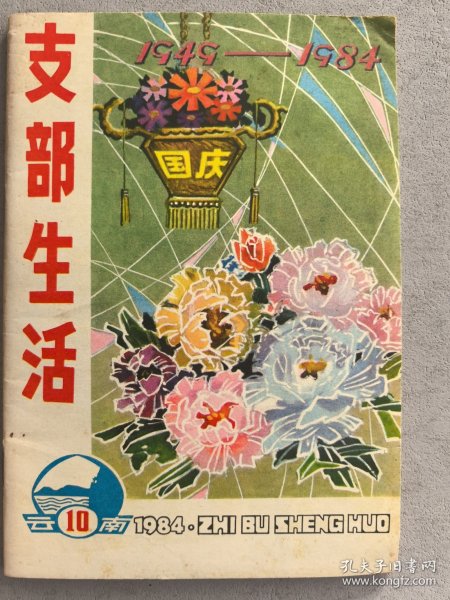 支部生活
1949—1984
国庆
云 10 南
1984·ZHI BU SHENG HUO
孔夫子旧书网
www.kongfz.com